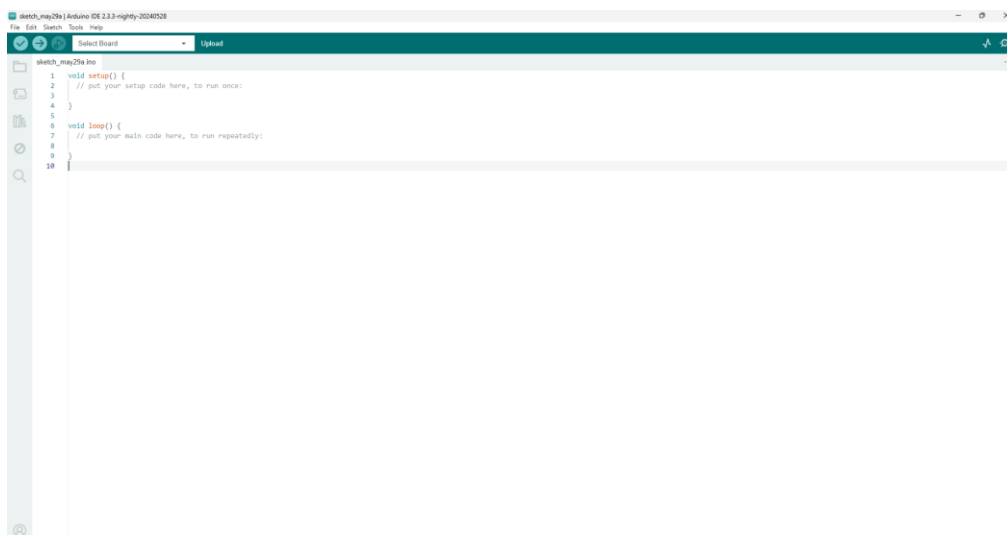 sketch_may29a | Arduino IDE 2.3.3-nightly-20240528
File Edit Sketch Tools Help
Select Board
Upload
sketch_may29a.ino
1 void setup() {
2 // put your setup code here, to run once:
3
4 }
5
6 void loop() {
7 // put your main code here, to run repeatedly:
8
9 }
10